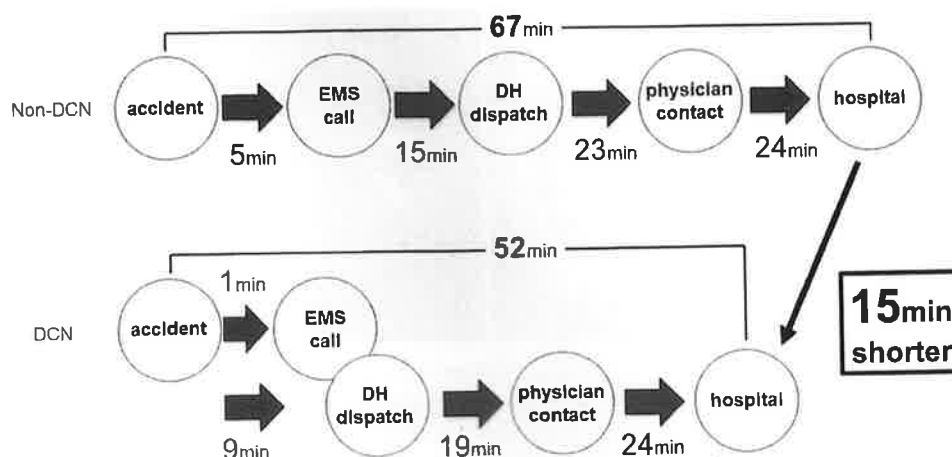 67min
Non-DCN
accident
EMS
call
DH
dispatch
physician
contact
hospital
5min
15min
23min
24min
52min
1min
DCN
accident
EMS
call
DH
dispatch
physician
contact
hospital
9min
19min
24min
15min
shorter